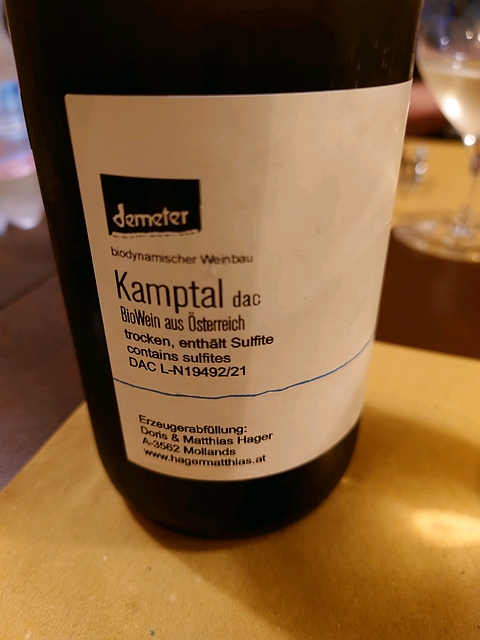 demeter
biodynamischer Weinbau
Kamptal dac
BioWein aus Österreich
trocken, enthält Sulfite
contains sulfites
DAC L-N19492/21
Erzeugerabfüllung:
Doris & Matthias Hager
A-3562 Mollands
www.hagermatthias.at